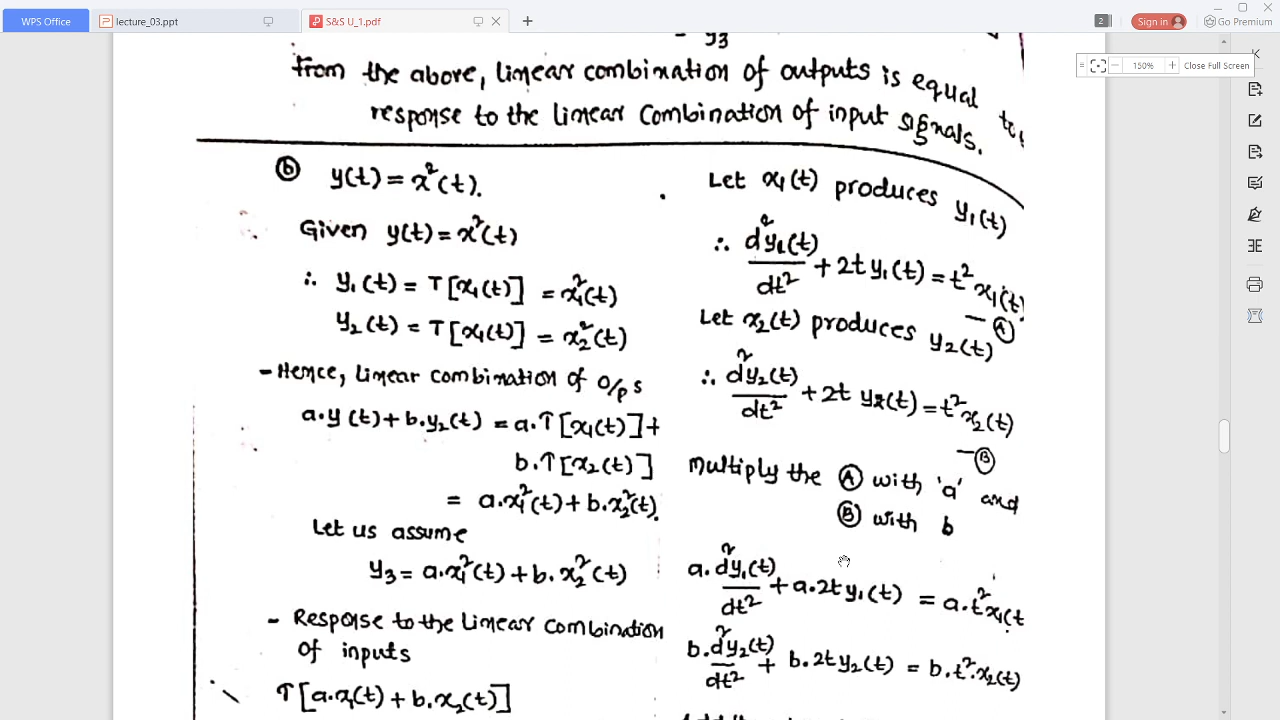 WPS Office
lecture_03.ppt
S&S U_1.pdf
2
Sign in
Go Premium
150%
Close Full Screen
= y3
From the above, linear combination of outputs is equal to
response to the linear combination of input signals.
ⓑ y(t) = x²(t).
Given y(t) = x²(t)
∴ y₁(t) = T[x₁(t)] = x₁²(t)
y₂(t) = T[x₁(t)] = x₂²(t)
- Hence, linear combination of o/p s
a.y(t) + b.y₂(t) = a.T[x₁(t)] +
b.T[x₂(t)]
= a.x₁²(t) + b.x₂²(t).
Let us assume
y₃ = a.x₁²(t) + b.x₂²(t)
- Response to the linear combination
of inputs
T[a.x₁(t) + b.x₂(t)]
Let x₁(t) produces y₁(t)
∴ d²y₁(t)/dt² + 2t y₁(t) = t² x₁(t)
- Ⓐ
Let x₂(t) produces y₂(t)
∴ d²y₂(t)/dt² + 2t y₂(t) = t² x₂(t)
- Ⓑ
Multiply the Ⓐ with 'a' and
Ⓑ with b
a. d²y₁(t)/dt² + a.2t y₁(t) = a.t² x₁(t
b. d²y₂(t)/dt² + b.2t y₂(t) = b.t².x₂(t)